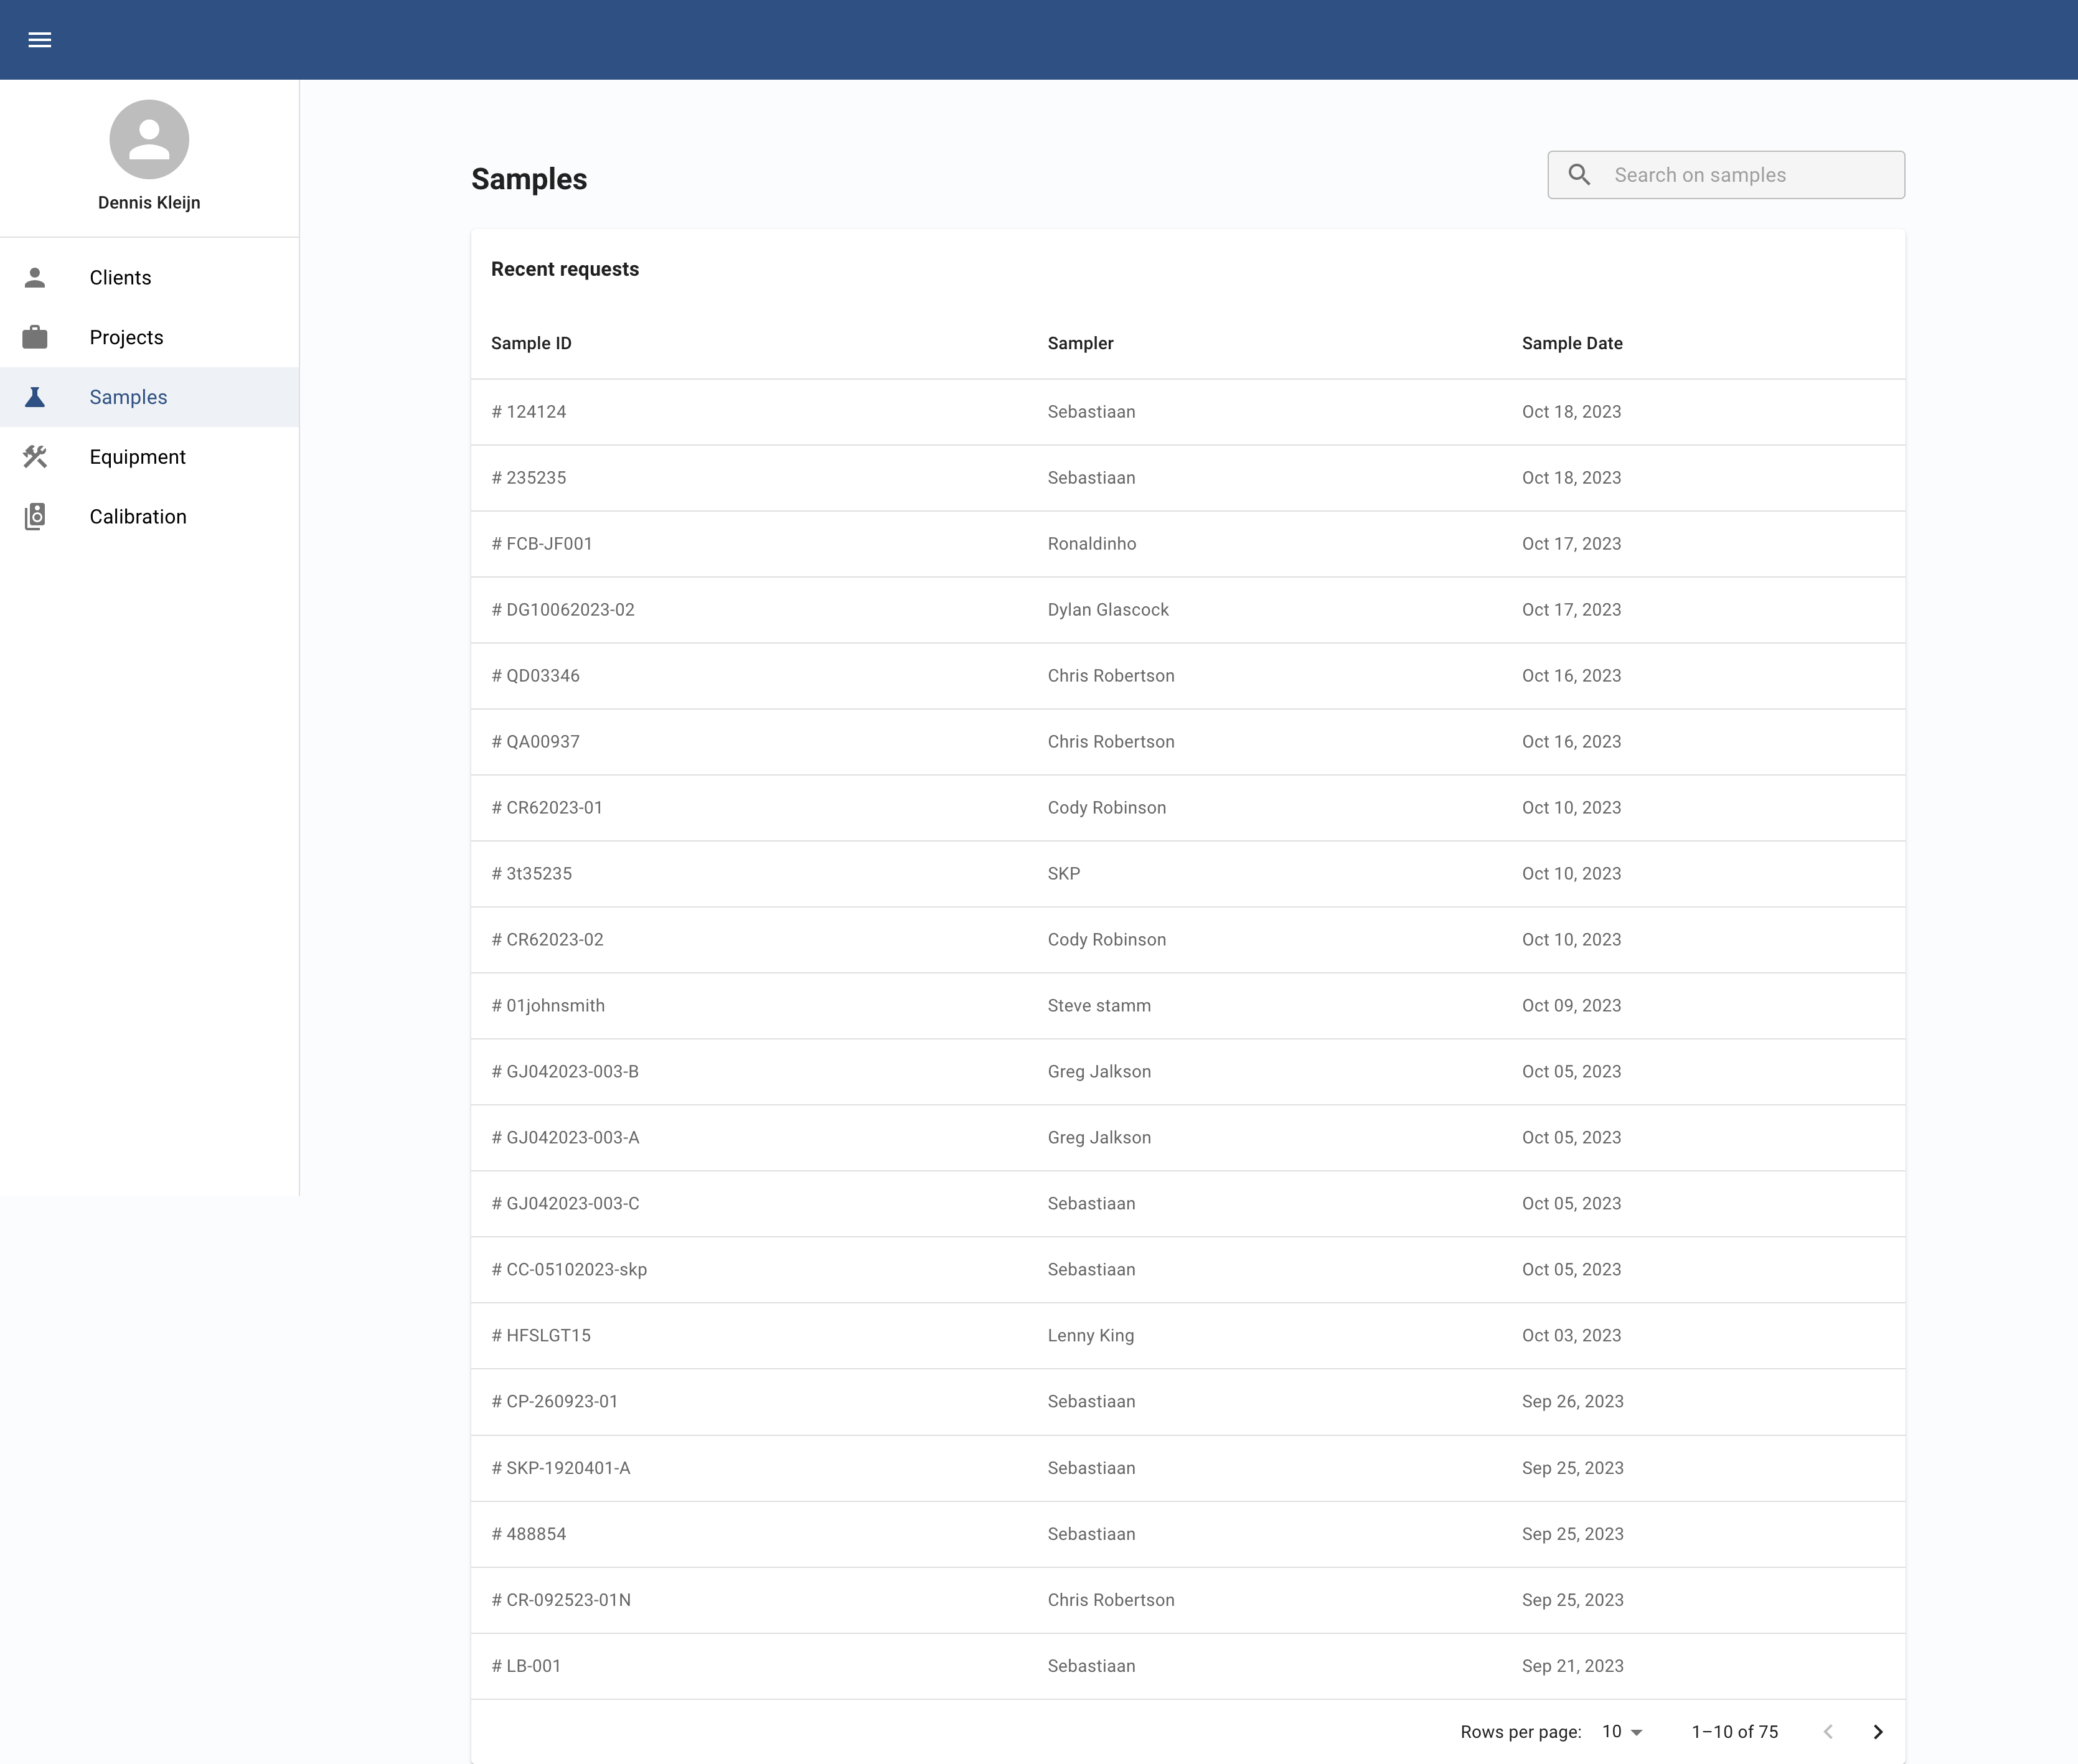 Dennis Kleijn
Clients
Projects
Samples
Equipment
Calibration
Samples
Search on samples
Recent requests
Sample ID Sampler Sample Date
# 124124 Sebastiaan Oct 18, 2023
# 235235 Sebastiaan Oct 18, 2023
# FCB-JF001 Ronaldinho Oct 17, 2023
# DG10062023-02 Dylan Glascock Oct 17, 2023
# QD03346 Chris Robertson Oct 16, 2023
# QA00937 Chris Robertson Oct 16, 2023
# CR62023-01 Cody Robinson Oct 10, 2023
# 3t35235 SKP Oct 10, 2023
# CR62023-02 Cody Robinson Oct 10, 2023
# 01johnsmith Steve stamm Oct 09, 2023
# GJ042023-003-B Greg Jalkson Oct 05, 2023
# GJ042023-003-A Greg Jalkson Oct 05, 2023
# GJ042023-003-C Sebastiaan Oct 05, 2023
# CC-05102023-skp Sebastiaan Oct 05, 2023
# HFSLGT15 Lenny King Oct 03, 2023
# CP-260923-01 Sebastiaan Sep 26, 2023
# SKP-1920401-A Sebastiaan Sep 25, 2023
# 488854 Sebastiaan Sep 25, 2023
# CR-092523-01N Chris Robertson Sep 25, 2023
# LB-001 Sebastiaan Sep 21, 2023
Rows per page: 10 1–10 of 75